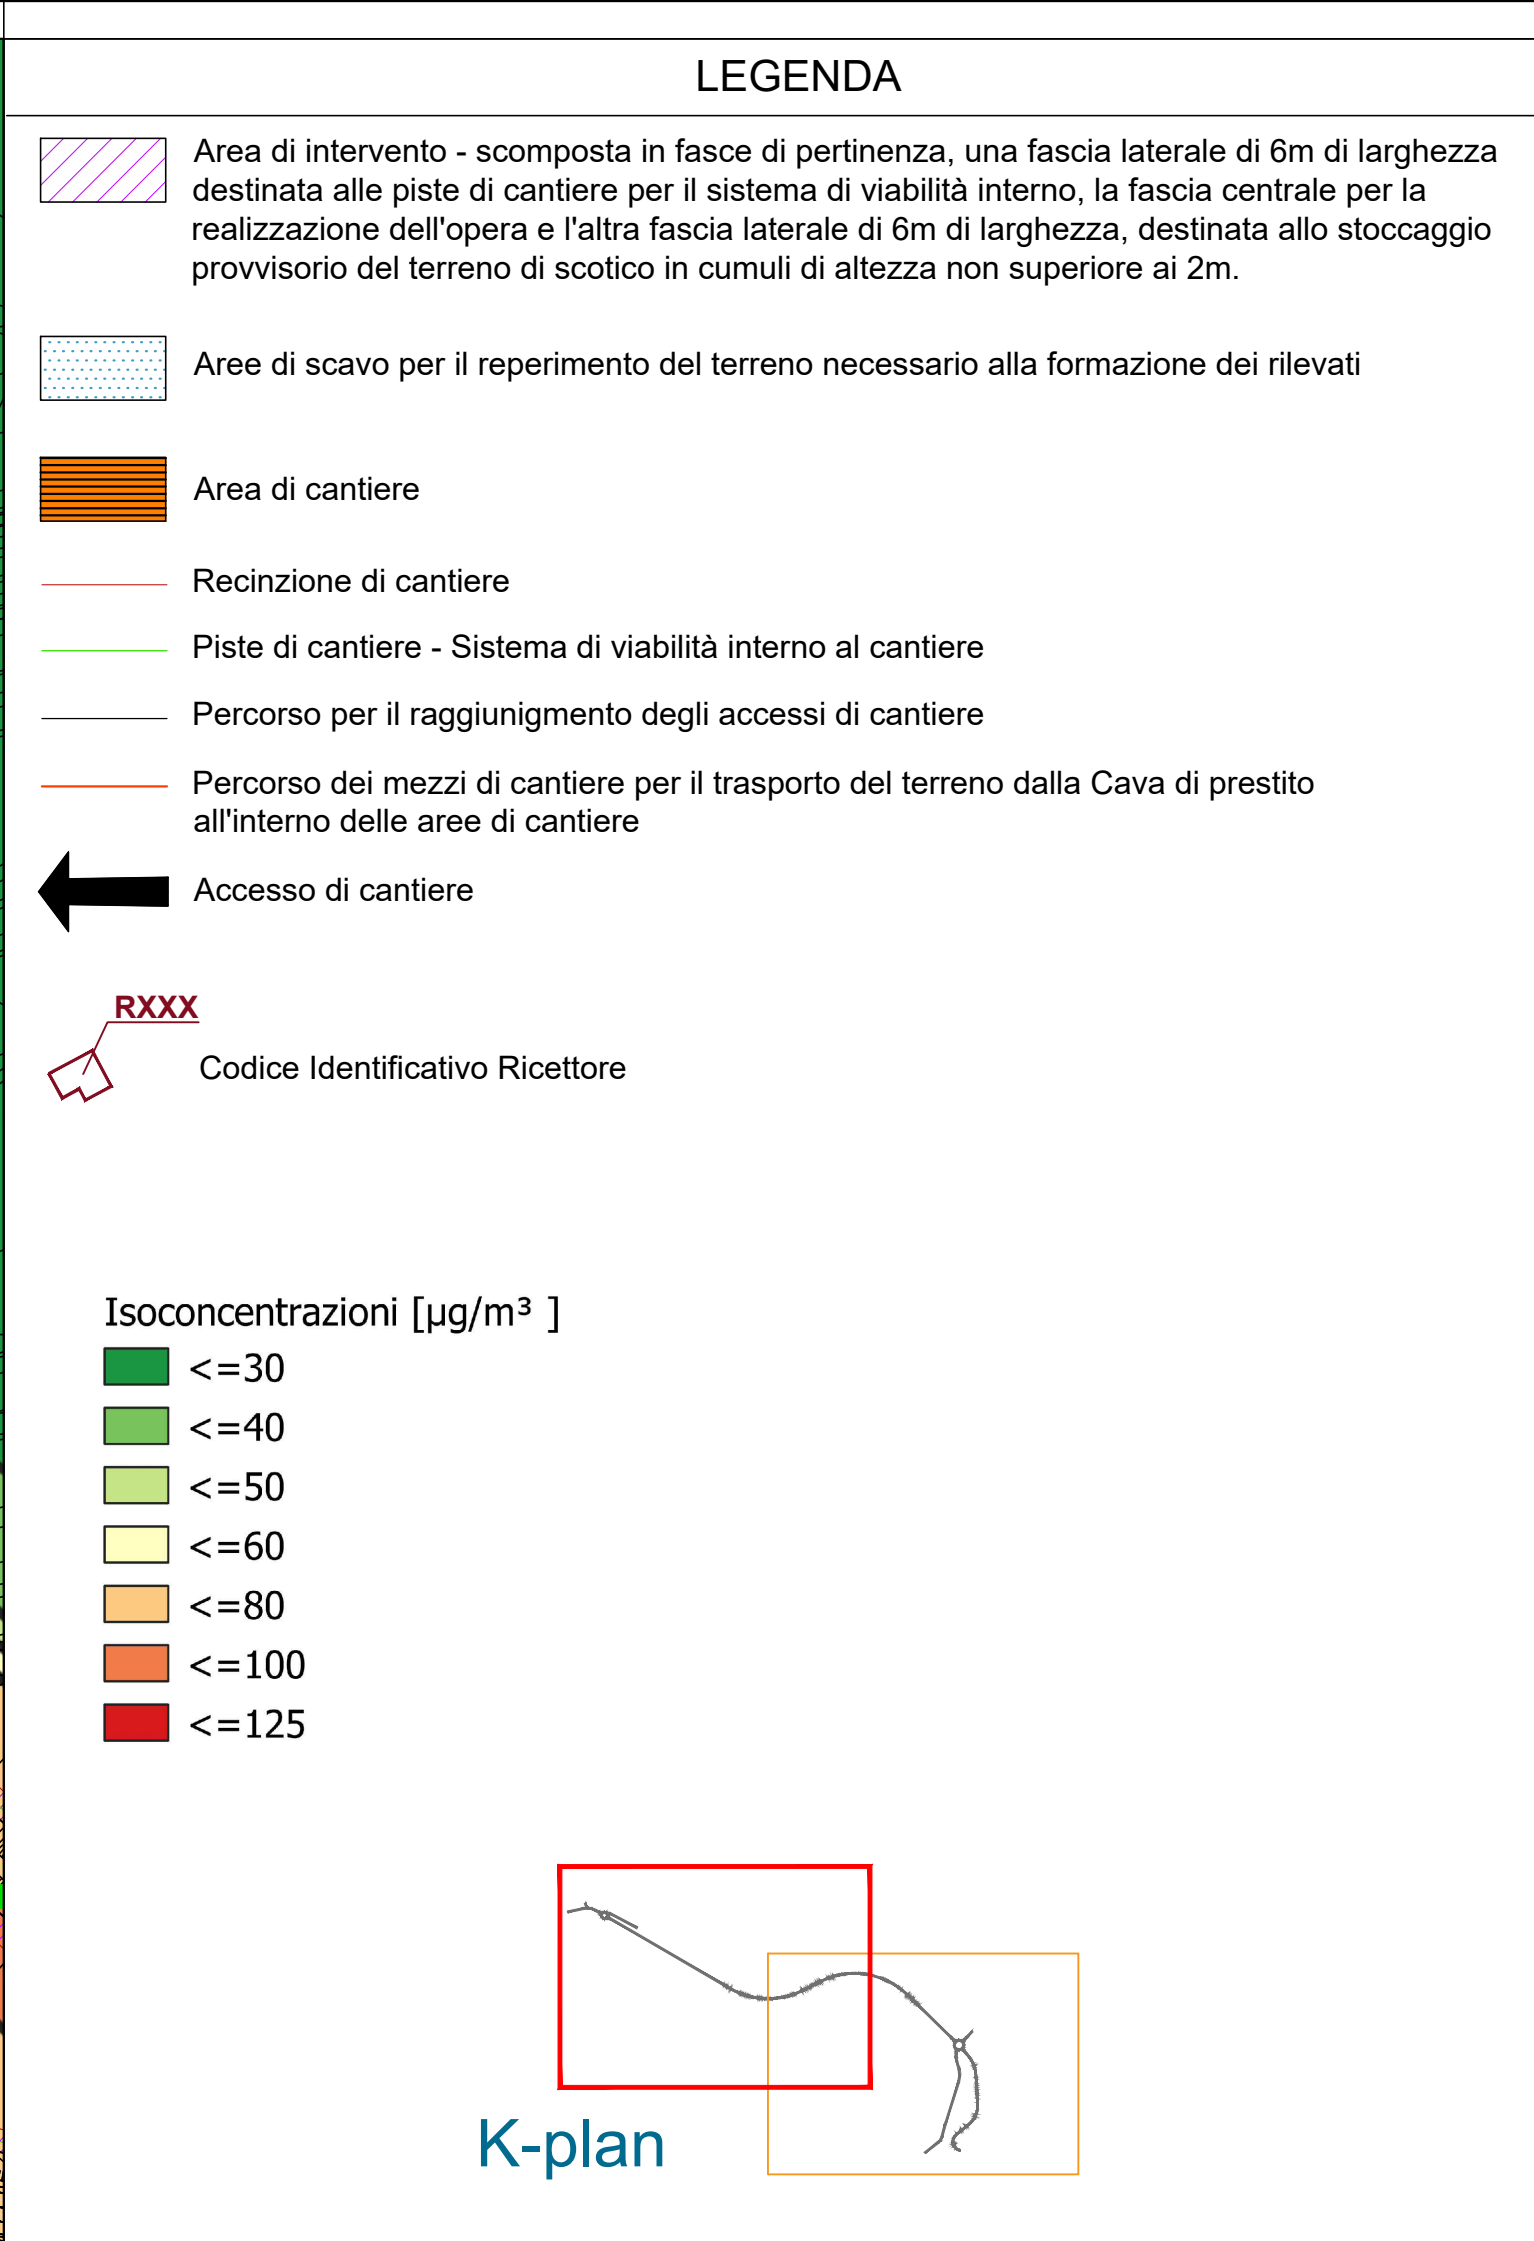 LEGENDA
Area di intervento - scomposta in fasce di pertinenza, una fascia laterale di 6m di larghezza
destinata alle piste di cantiere per il sistema di viabilità interno, la fascia centrale per la
realizzazione dell'opera e l'altra fascia laterale di 6m di larghezza, destinata allo stoccaggio
provvisorio del terreno di scotico in cumuli di altezza non superiore ai 2m.
Aree di scavo per il reperimento del terreno necessario alla formazione dei rilevati
Area di cantiere
Recinzione di cantiere
Piste di cantiere - Sistema di viabilità interno al cantiere
Percorso per il raggiunigmento degli accessi di cantiere
Percorso dei mezzi di cantiere per il trasporto del terreno dalla Cava di prestito
all'interno delle aree di cantiere
Accesso di cantiere
RXXX
Codice Identificativo Ricettore
Isoconcentrazioni [µg/m³ ]
<=30
<=40
<=50
<=60
<=80
<=100
<=125
K-plan